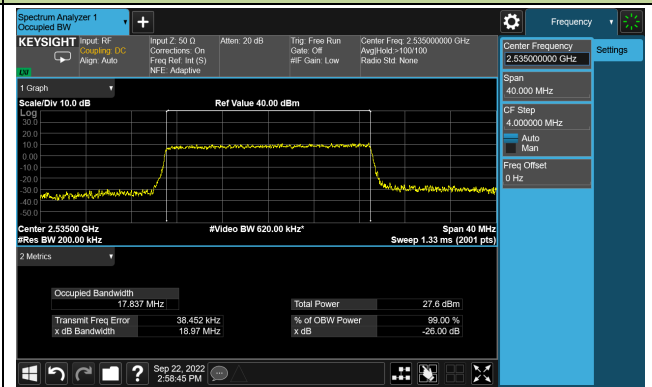 Spectrum Analyzer 1
Occupied BW
Frequency
KEYSIGHT
Input: RF
Coupling: DC
Align: Auto
Input Z: 50 Ω
Corrections: On
Freq Ref: Int (S)
NFE: Adaptive
Atten: 20 dB
Trig: Free Run
Gate: Off
#IF Gain: Low
Center Freq: 2.535000000 GHz
Avg|Hold:>100/100
Radio Std: None
Center Frequency
2.535000000 GHz
Settings
Span
40.000 MHz
CF Step
4.000000 MHz
Auto
Man
Freq Offset
0 Hz
1 Graph
Scale/Div 10.0 dB
Ref Value 40.00 dBm
Log
30.0
20.0
10.0
0.00
-10.0
-20.0
-30.0
-40.0
-50.0
Center 2.53500 GHz
#Video BW 620.00 kHz*
Span 40 MHz
#Res BW 200.00 kHz
Sweep 1.33 ms (2001 pts)
2 Metrics
Occupied Bandwidth
17.837 MHz
Total Power
27.6 dBm
Transmit Freq Error
38.452 kHz
% of OBW Power
99.00 %
x dB Bandwidth
18.97 MHz
x dB
-26.00 dB
?
Sep 22, 2022
2:58:45 PM